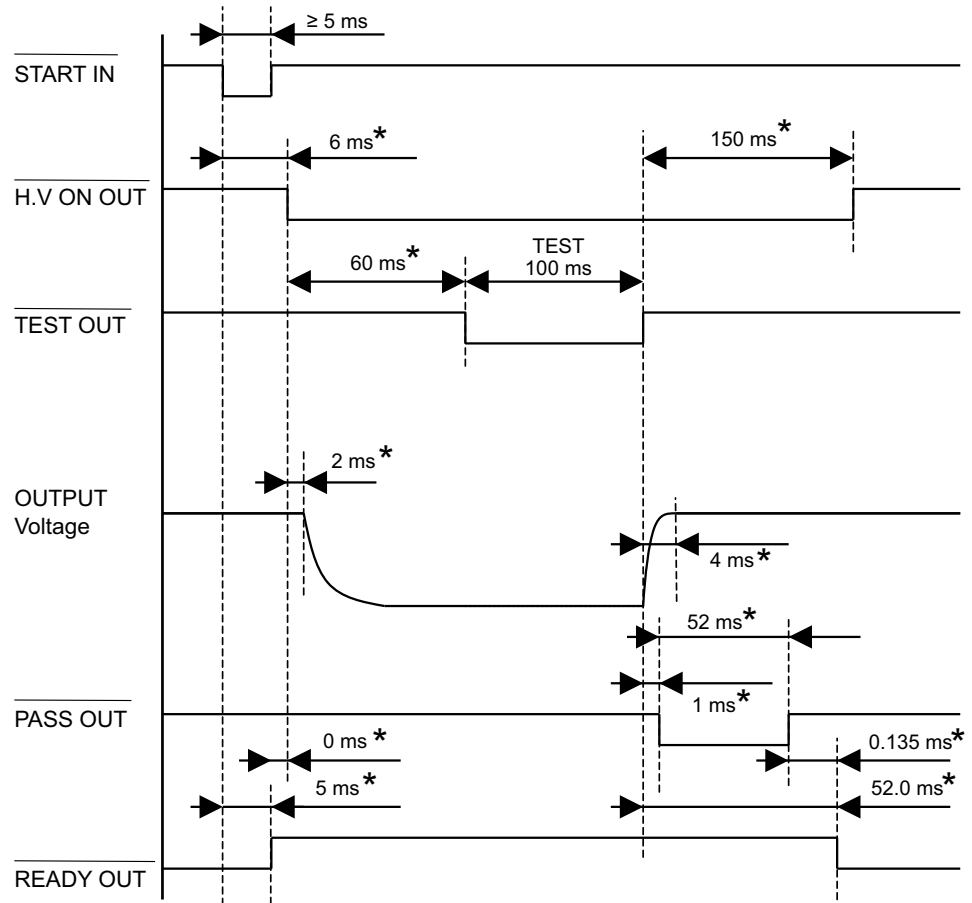 ≥ 5 ms
START IN
6 ms*
150 ms*
H.V ON OUT
60 ms*
TEST
100 ms
TEST OUT
2 ms*
OUTPUT
Voltage
4 ms*
52 ms*
1 ms*
PASS OUT
0 ms*
0.135 ms*
5 ms*
52.0 ms*
READY OUT